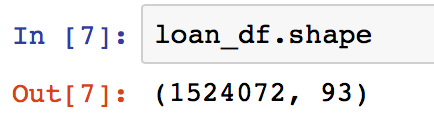 In [7]: loan_df.shape
Out[7]: (1524072, 93)